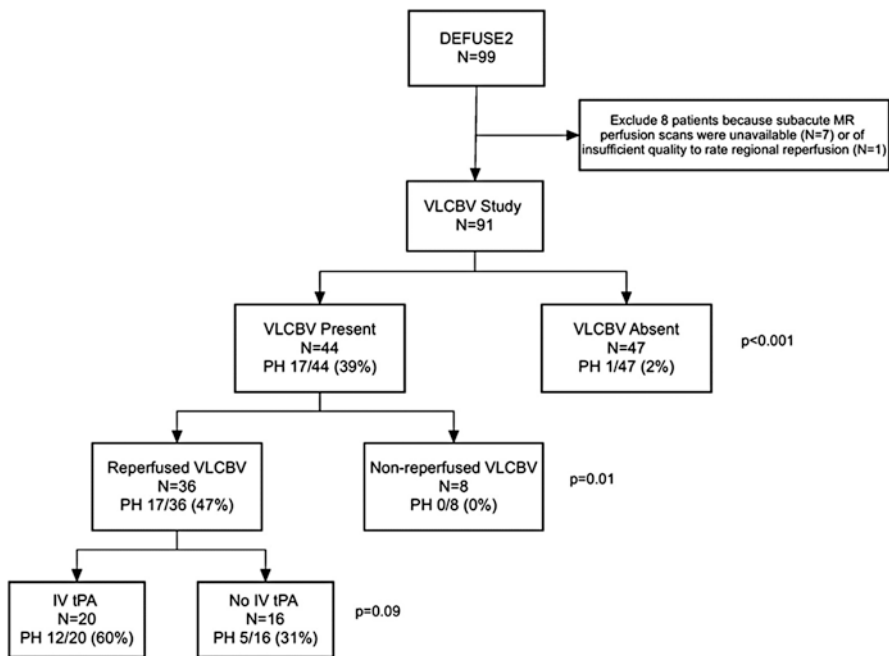 DEFUSE2
N=99
Exclude 8 patients because subacute MR
perfusion scans were unavailable (N=7) or of
insufficient quality to rate regional reperfusion (N=1)
VLCBV Study
N=91
VLCBV Present
N=44
PH 17/44 (39%)
VLCBV Absent
N=47
PH 1/47 (2%)
p<0.001
Reperfused VLCBV
N=36
PH 17/36 (47%)
Non-reperfused VLCBV
N=8
PH 0/8 (0%)
p=0.01
IV tPA
N=20
PH 12/20 (60%)
No IV tPA
N=16
PH 5/16 (31%)
p=0.09